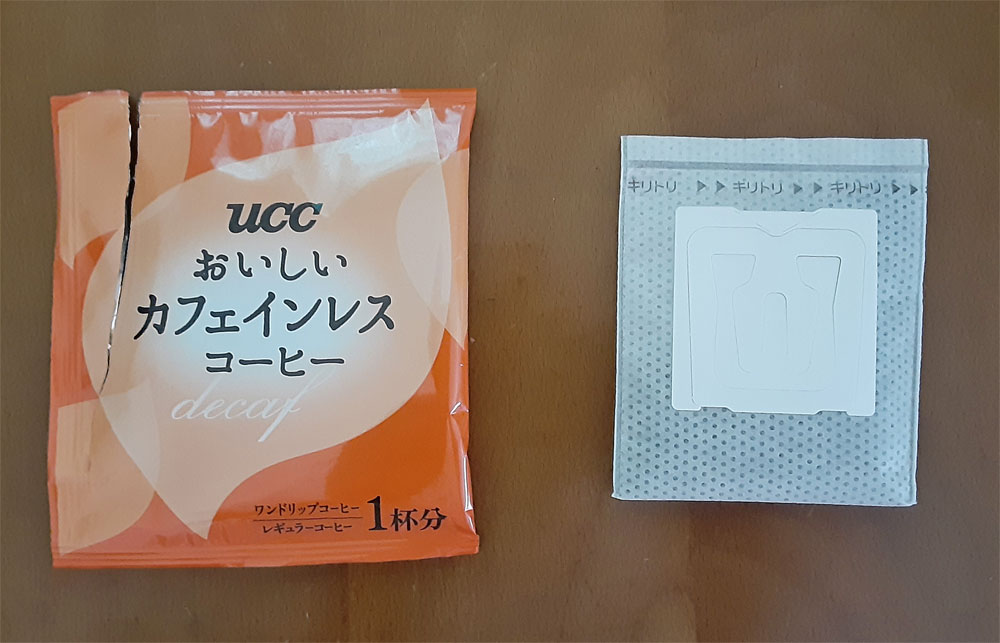 ucc
おいしい
カフェインレス
コーヒー
decaf
ワンドリップコーヒー
レギュラーコーヒー
1杯分
キリトリ ▶ ▶ キリトリ ▶ ▶ キリトリ ▶ ▶